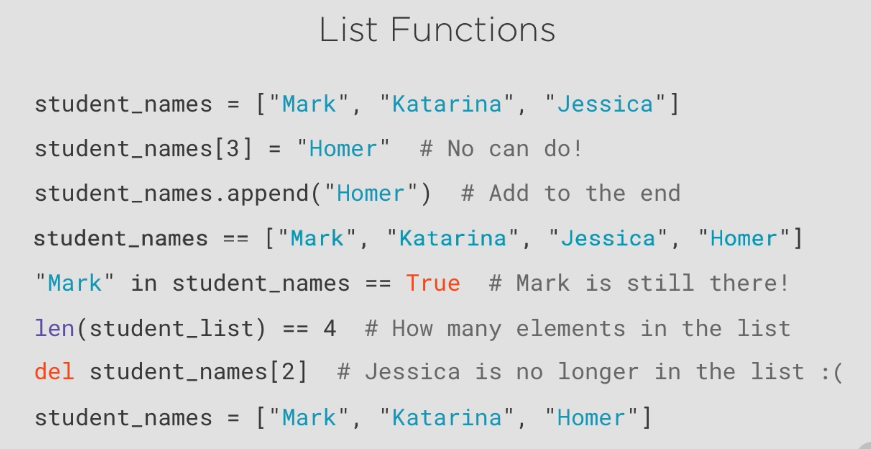 List Functions
student_names = ["Mark", "Katarina", "Jessica"]
student_names[3] = "Homer"  # No can do!
student_names.append("Homer")  # Add to the end
student_names == ["Mark", "Katarina", "Jessica", "Homer"]
"Mark" in student_names == True  # Mark is still there!
len(student_list) == 4  # How many elements in the list
del student_names[2]  # Jessica is no longer in the list :(
student_names = ["Mark", "Katarina", "Homer"]